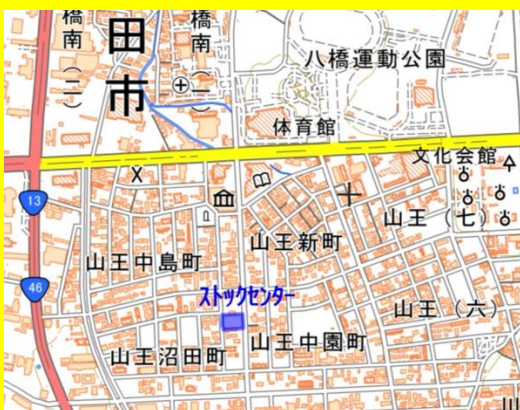 橋南(二)
田市
橋南(一)
八橋運動公園
体育館
文化会館
13
山王(七)
山王新町
山王中島町
46
ストックセンター
山王(六)
山王中園町
山王沼田町
山